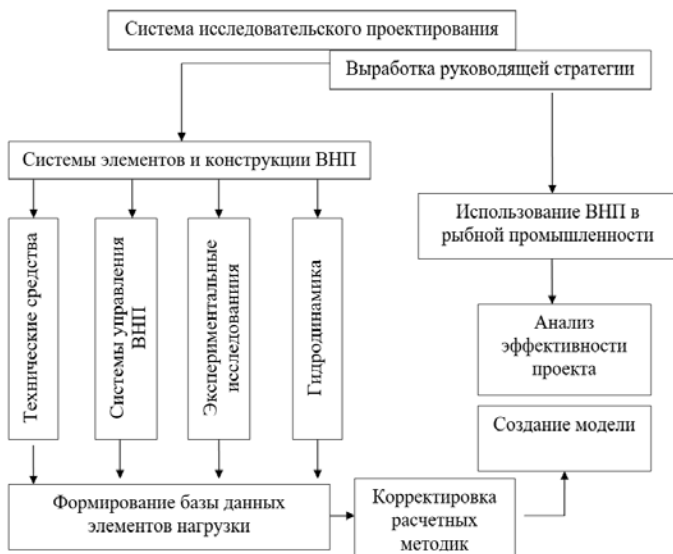 Система исследовательского проектирования
Выработка руководящей стратегии
Системы элементов и конструкции ВНП
Технические средства
Системы управления
ВНП
Экспериментальные
исследованиия
Гидродинамика
Использование ВНП в
рыбной промышленности
Анализ
эффективности
проекта
Создание модели
Формирование базы данных
элементов нагрузки
Корректировка
расчетных
методик